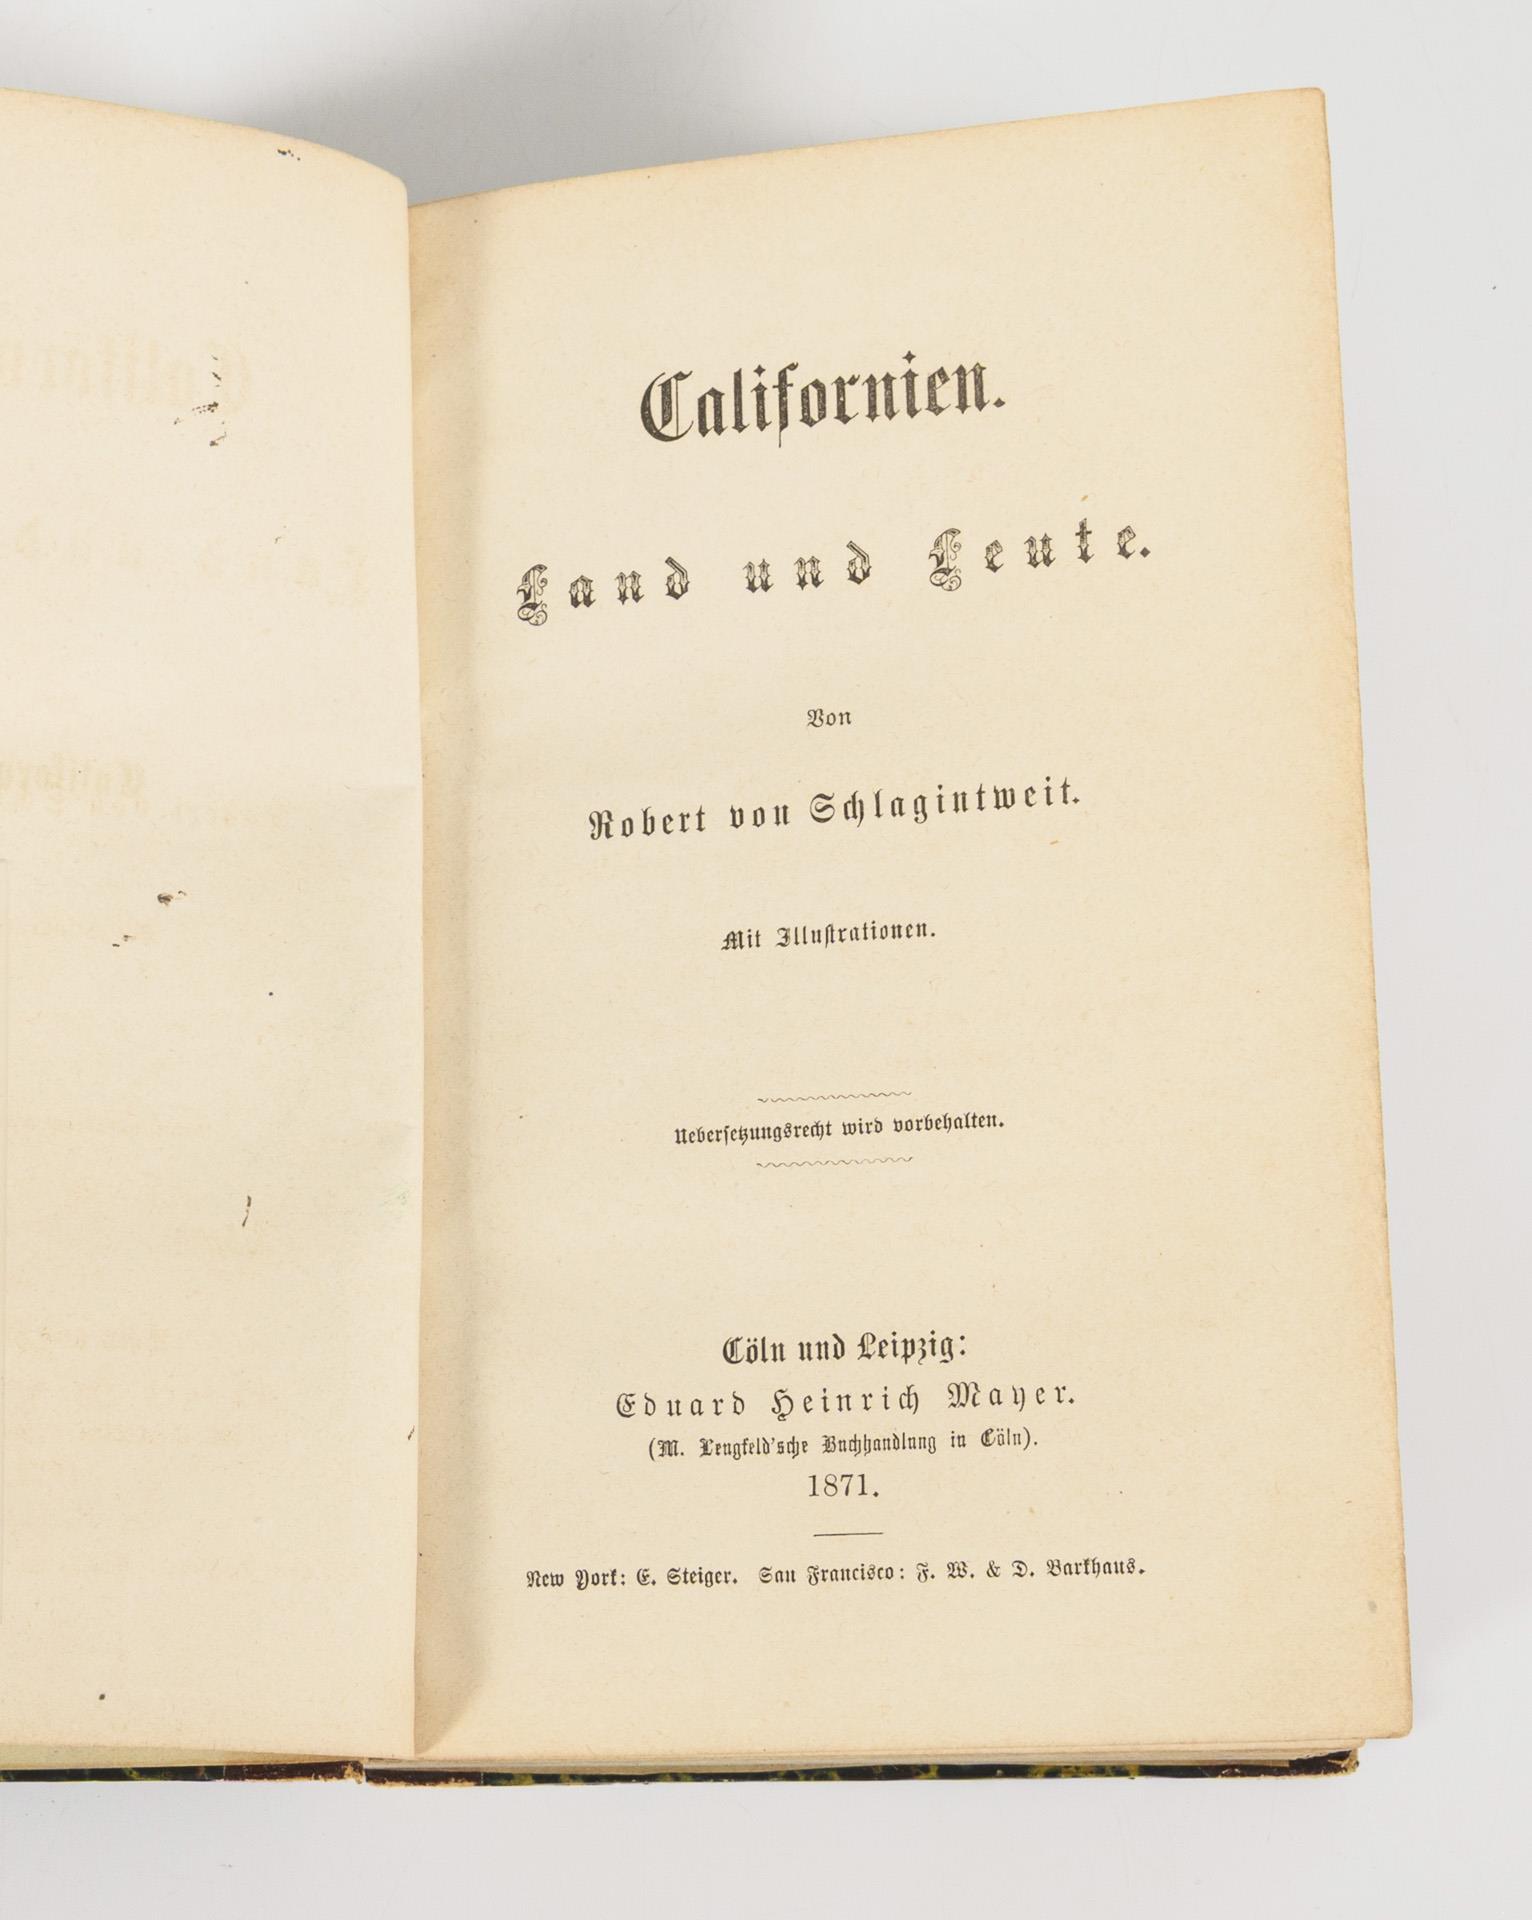 Californien.
Land und Leute.
Von
Robert von Schlagintweit.
Mit Illustrationen.
Uebersetzungsrecht wird vorbehalten.
Cöln und Leipzig:
Eduard Heinrich Mayer.
(M. Lengfeld'sche Buchhandlung in Cöln).
1871.
New York: E. Steiger. San Francisco: F. W. & D. Barkhaus.